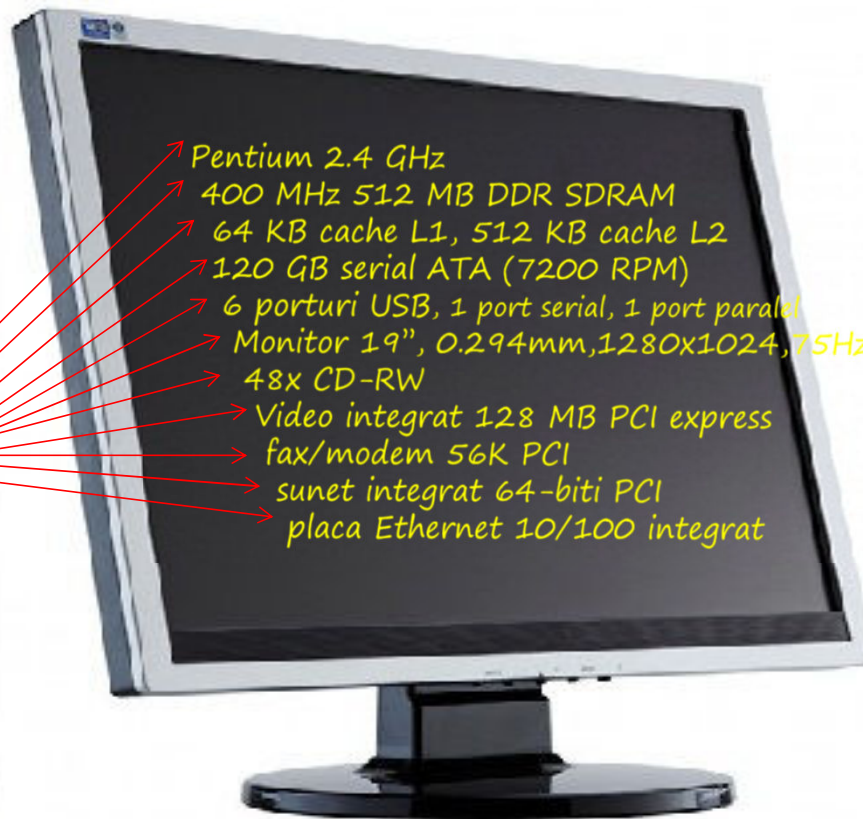 Pentium 2.4 GHz
400 MHz 512 MB DDR SDRAM
64 KB cache L1, 512 KB cache L2
120 GB serial ATA (7200 RPM)
6 porturi USB, 1 port serial, 1 port paralel
Monitor 19”, 0.294mm,1280x1024,75Hz
48x CD-RW
Video integrat 128 MB PCI express
fax/modem 56K PCI
sunet integrat 64-biti PCI
placa Ethernet 10/100 integrat